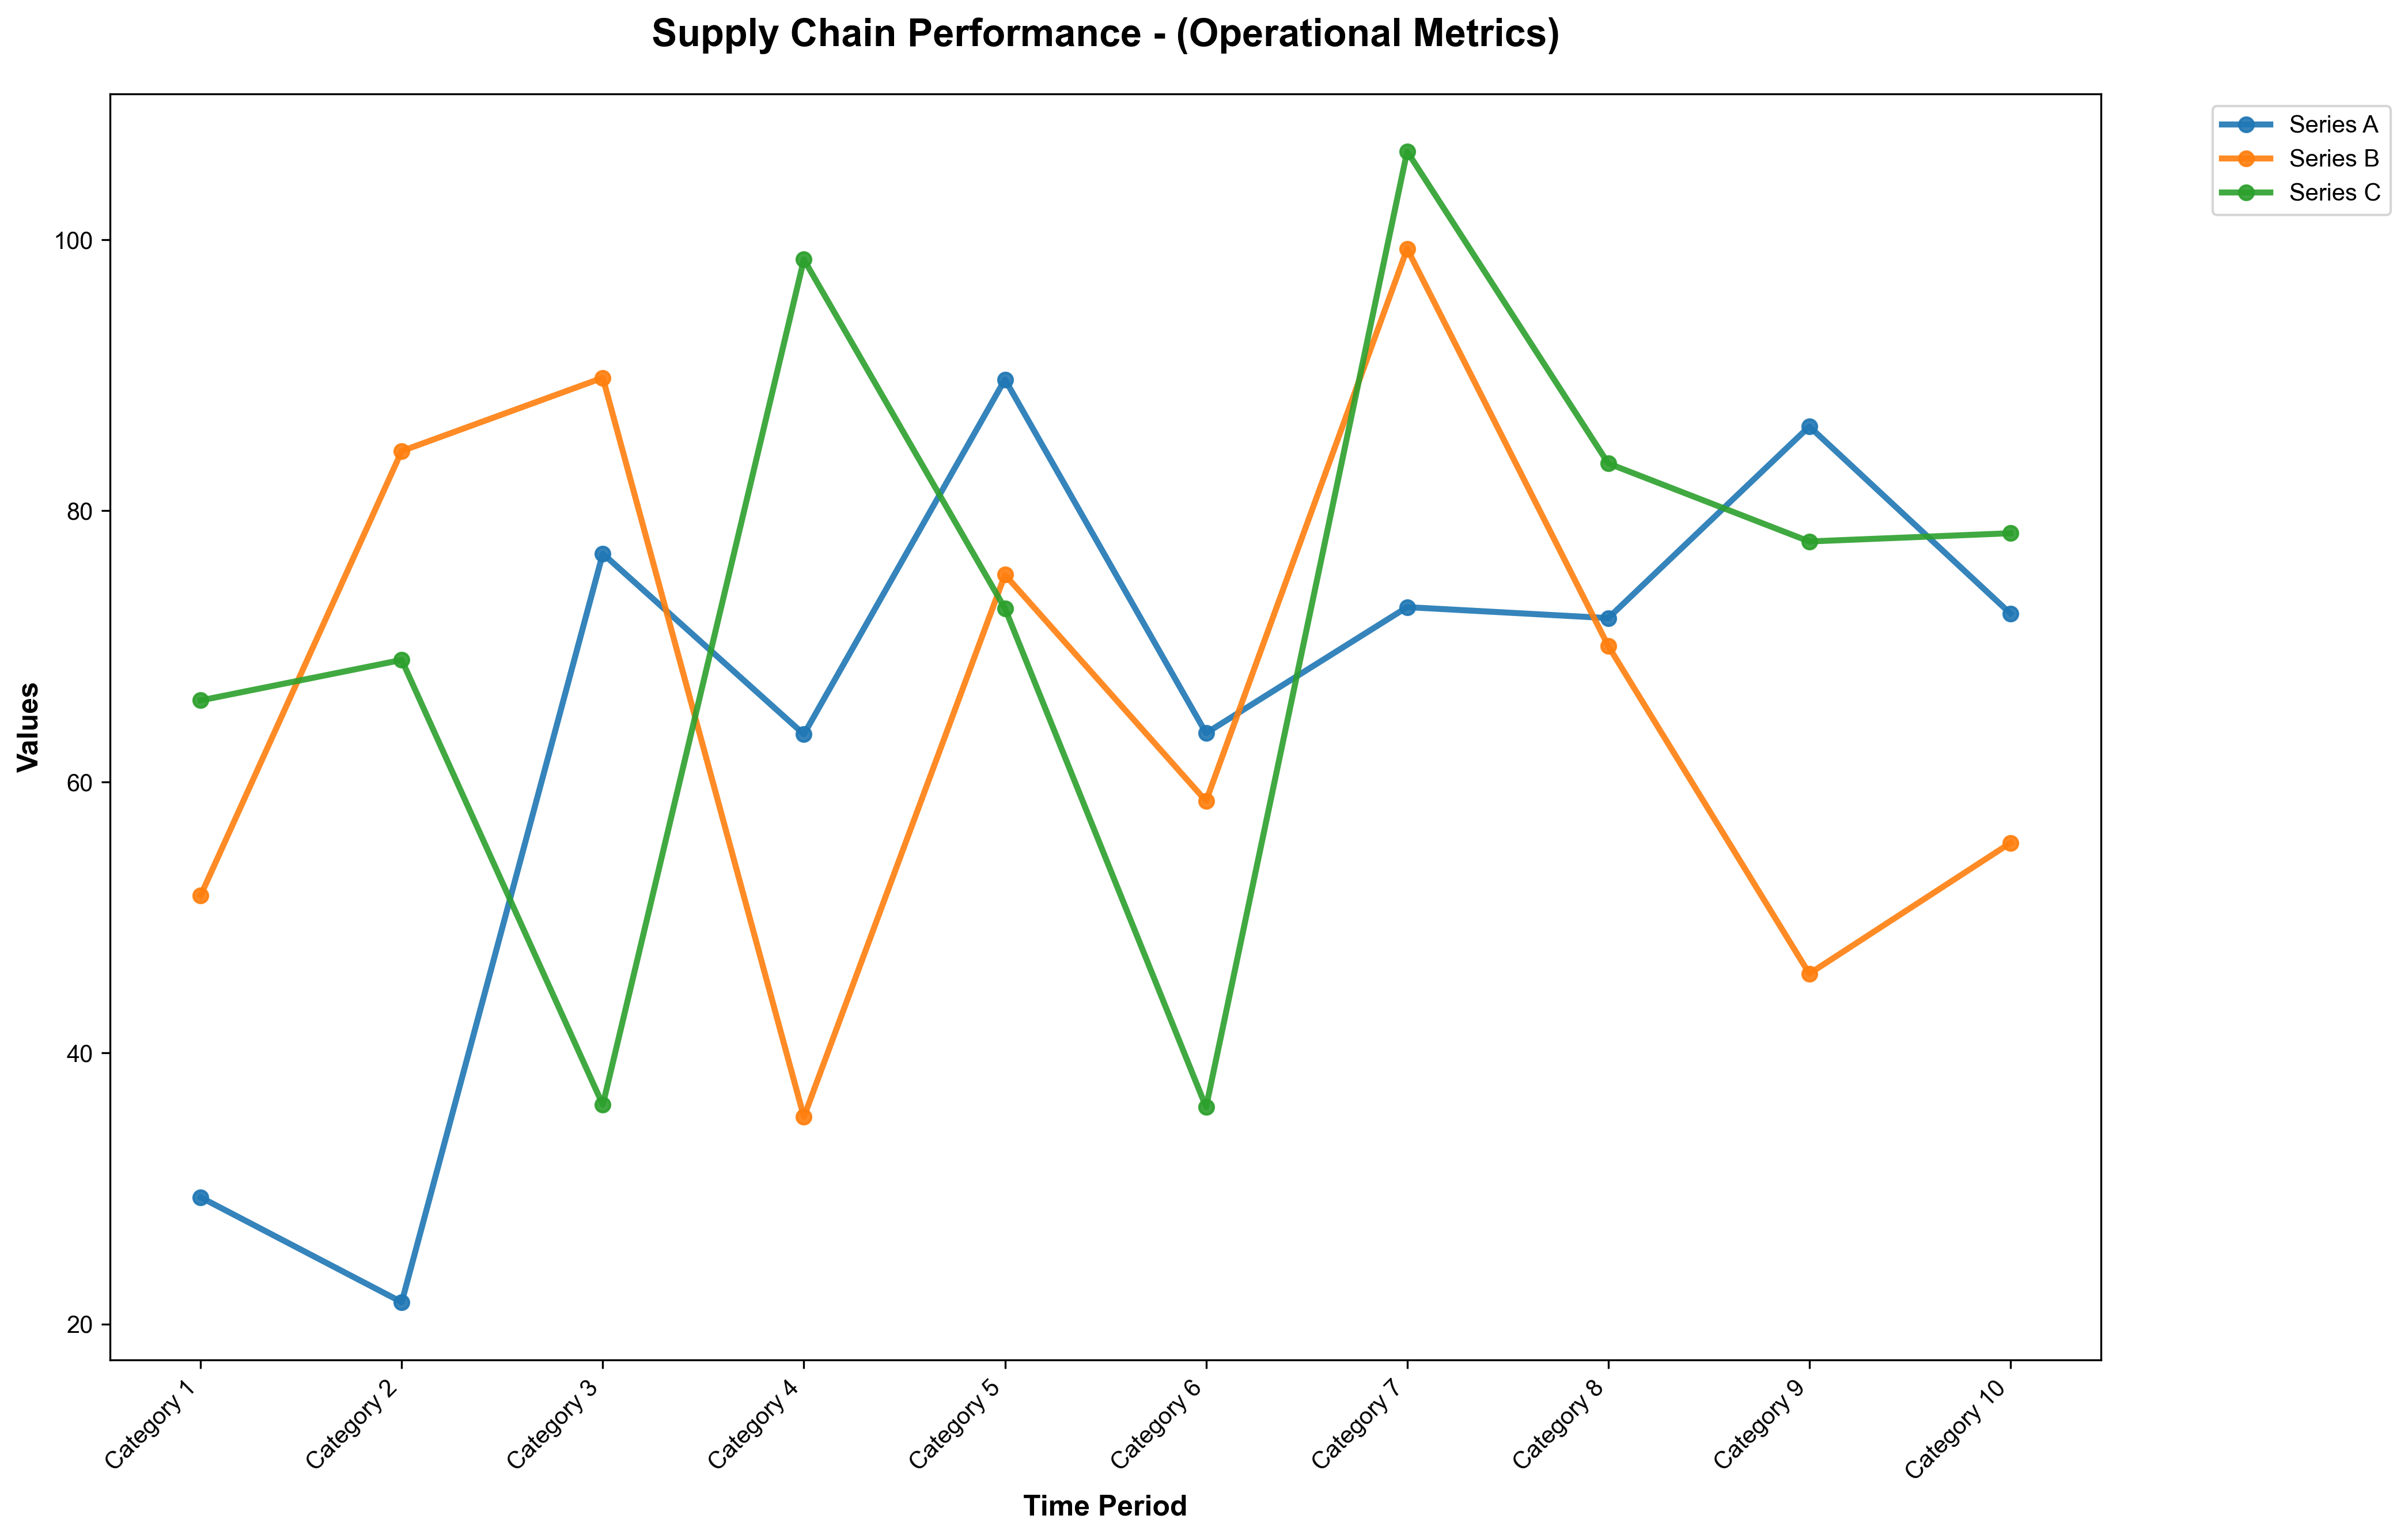 Supply Chain Performance - (Operational Metrics)
Series A
Series B
Series C
Values
100
80
60
40
20
Category 1
Category 2
Category 3
Category 4
Category 5
Category 6
Category 7
Category 8
Category 9
Category 10
Time Period